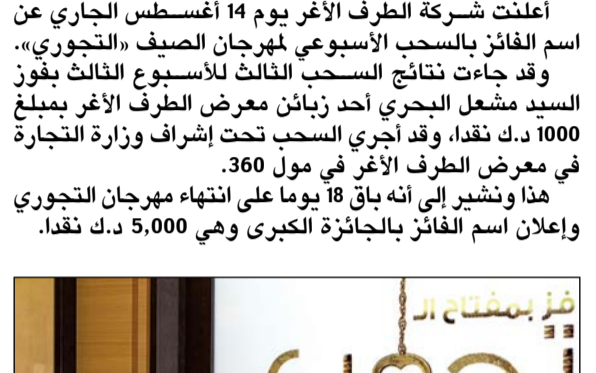 أعلنت شركة الطرف الأغر يوم 14 أغسطس الجاري عن
اسم الفائز بالسحب الأسبوعي لمهرجان الصيف «التجوري».
وقد جاءت نتائج السحب الثالث للأسبوع الثالث بفوز
السيد مشعل البحري أحد زبائن معرض الطرف الأغر بمبلغ
1000 د.ك نقدا، وقد أجري السحب تحت إشراف وزارة التجارة
في معرض الطرف الأغر في مول 360.
هذا ونشير إلى أنه باق 18 يوما على انتهاء مهرجان التجوري
وإعلان اسم الفائز بالجائزة الكبرى وهي 5,000 د.ك نقدا.
فز بمفتاح الـ